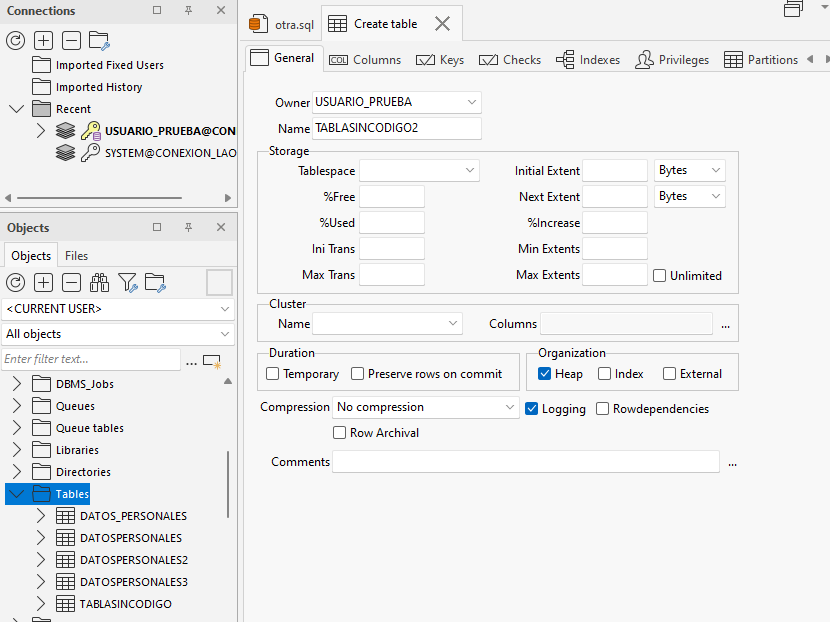 Connections
Imported Fixed Users
Imported History
Recent
USUARIO_PRUEBA@CON
SYSTEM@CONEXION_LAO
Objects
Objects Files
<CURRENT USER>
All objects
Enter filter text...
...
DBMS_Jobs
Queues
Queue tables
Libraries
Directories
Tables
DATOS_PERSONALES
DATOSPERSONALES
DATOSPERSONALES2
DATOSPERSONALES3
TABLASINCODIGO
otra.sql Create table
General COL Columns Keys Checks Indexes Privileges Partitions
Owner USUARIO_PRUEBA
Name TABLASINCODIGO2
Storage
Tablespace Initial Extent Bytes
%Free Next Extent Bytes
%Used %Increase
Ini Trans Min Extents
Max Trans Max Extents Unlimited
Cluster
Name Columns ...
Duration Organization
Temporary Preserve rows on commit Heap Index External
Compression No compression Logging Rowdependencies
Row Archival
Comments ...